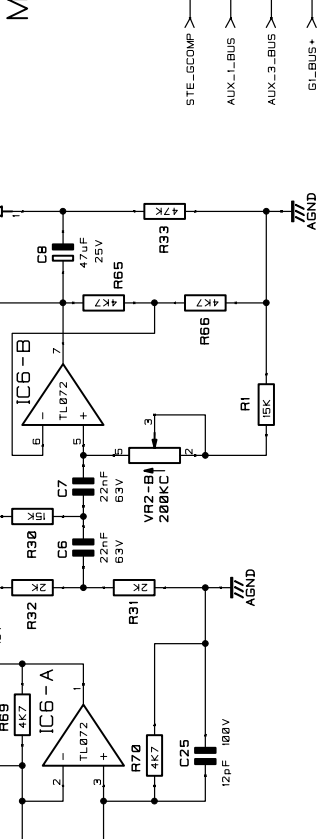 M
STE_GCOMP
AUX_1_BUS
AUX_3_BUS
G1_BUS+
1
AGND
C8
47uF
25V
47K
R33
R65
4K7
4K7
R66
IC6-B
7
TL072
-
+
6
5
R1
15K
3
5
2
VR2-B
200KC
C7
22nF
63V
R30
15K
C6
22nF
63V
R32
2K
R31
2K
AGND
R69
4K7
IC6-A
1
TL072
-
+
2
3
R70
4K7
C25
12pF
100V